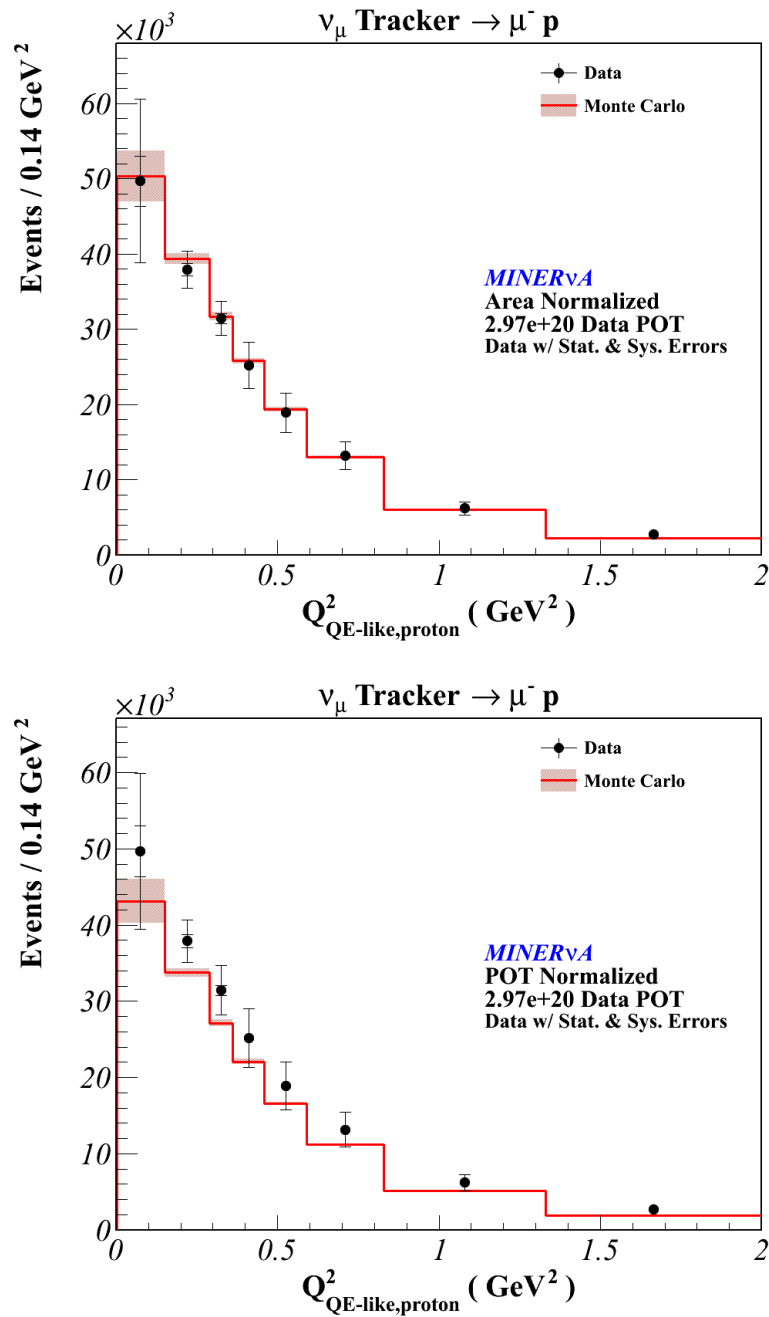 ν_μ Tracker → μ⁻ p
×10³
Events / 0.14 GeV²
60
50
40
30
20
10
0
Data
Monte Carlo
MINERνA
Area Normalized
2.97e+20 Data POT
Data w/ Stat. & Sys. Errors
0 0.5 1 1.5 2
Q²_QE-like,proton ( GeV² )
ν_μ Tracker → μ⁻ p
×10³
Events / 0.14 GeV²
60
50
40
30
20
10
0
Data
Monte Carlo
MINERνA
POT Normalized
2.97e+20 Data POT
Data w/ Stat. & Sys. Errors
0 0.5 1 1.5 2
Q²_QE-like,proton ( GeV² )